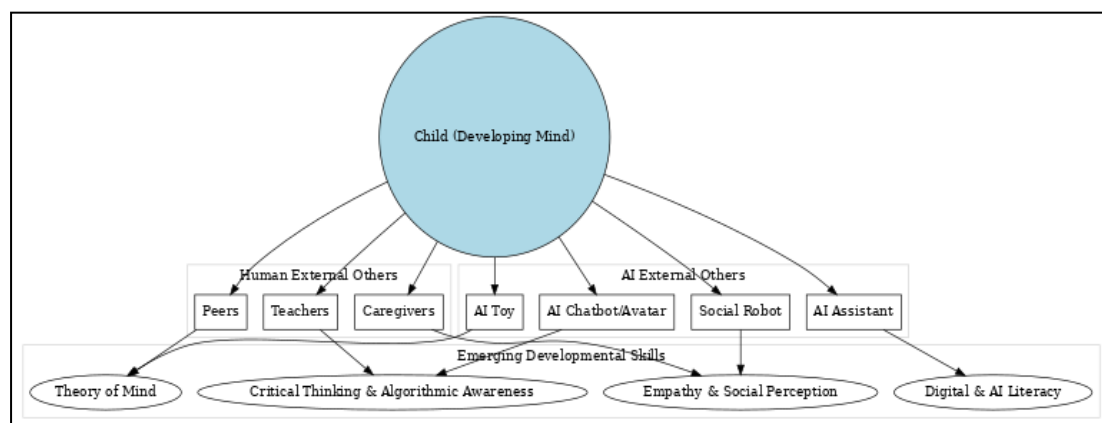 Child (Developing Mind)
Human External Others
AI External Others
Peers
Teachers
Caregivers
AI Toy
AI Chatbot/Avatar
Social Robot
AI Assistant
Emerging Developmental Skills
Theory of Mind
Critical Thinking & Algorithmic Awareness
Empathy & Social Perception
Digital & AI Literacy